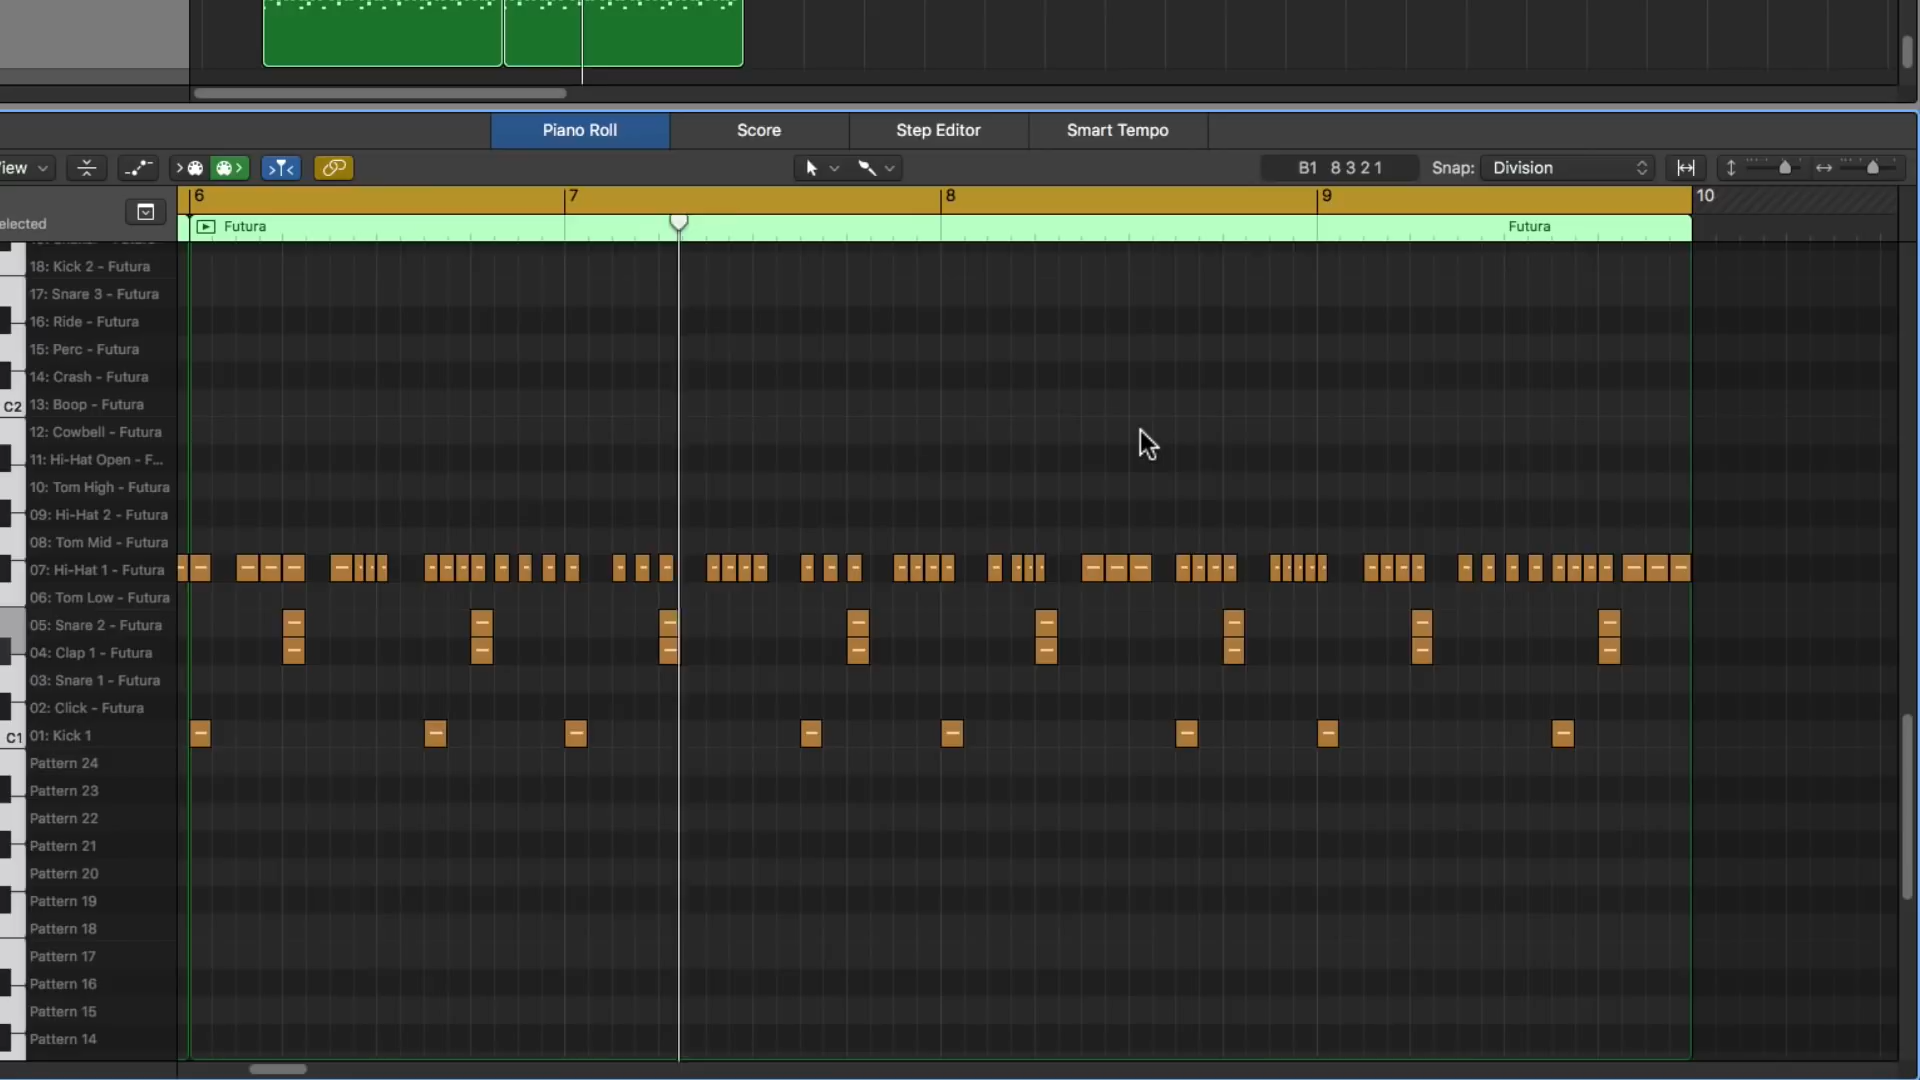 Piano Roll Score Step Editor Smart Tempo
iew B1 8 3 2 1 Snap: Division
6 7 8 9 10
elected
Futura Futura
18: Kick 2 - Futura
17: Snare 3 - Futura
16: Ride - Futura
15: Perc - Futura
14: Crash - Futura
C2 13: Boop - Futura
12: Cowbell - Futura
11: Hi-Hat Open - F...
10: Tom High - Futura
09: Hi-Hat 2 - Futura
08: Tom Mid - Futura
07: Hi-Hat 1 - Futura
06: Tom Low - Futura
05: Snare 2 - Futura
04: Clap 1 - Futura
03: Snare 1 - Futura
02: Click - Futura
C1 01: Kick 1
Pattern 24
Pattern 23
Pattern 22
Pattern 21
Pattern 20
Pattern 19
Pattern 18
Pattern 17
Pattern 16
Pattern 15
Pattern 14